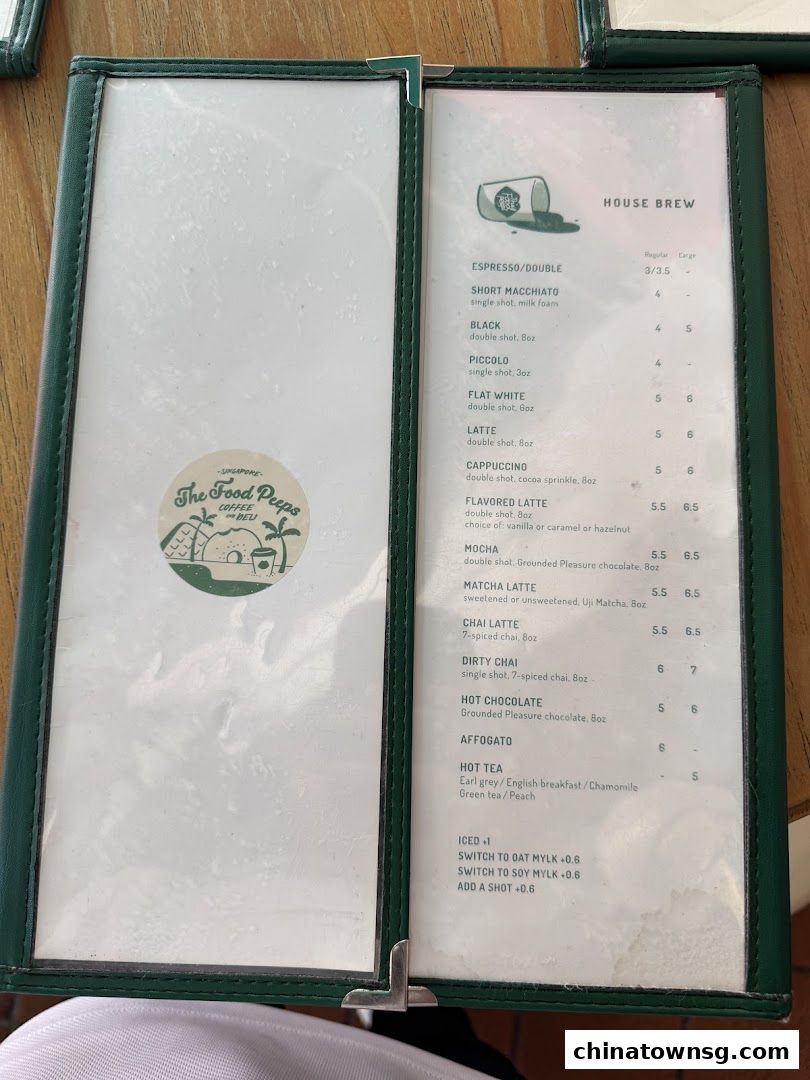 -SINGAPORE-
The Food Peeps
COFFEE
AND DELI
HOUSE BREW
Regular Large
ESPRESSO/DOUBLE 3/3.5 -
SHORT MACCHIATO 4 -
single shot, milk foam
BLACK 4 5
double shot, 8oz
PICCOLO 4 -
single shot, 3oz
FLAT WHITE 5 6
double shot, 6oz
LATTE 5 6
double shot, 8oz
CAPPUCCINO 5 6
double shot, cocoa sprinkle, 8oz
FLAVORED LATTE 5.5 6.5
double shot, 8oz
choice of: vanilla or caramel or hazelnut
MOCHA 5.5 6.5
double shot, Grounded Pleasure chocolate, 8oz
MATCHA LATTE 5.5 6.5
sweetened or unsweetened, Uji Matcha, 8oz
CHAI LATTE 5.5 6.5
7-spiced chai, 8oz
DIRTY CHAI 6 7
single shot, 7-spiced chai, 8oz
HOT CHOCOLATE 5 6
Grounded Pleasure chocolate, 8oz
AFFOGATO 6 -
HOT TEA - 5
Earl grey / English breakfast / Chamomile
Green tea / Peach
ICED +1
SWITCH TO OAT MYLK +0.6
SWITCH TO SOY MYLK +0.6
ADD A SHOT +0.6
chinatownsg.com